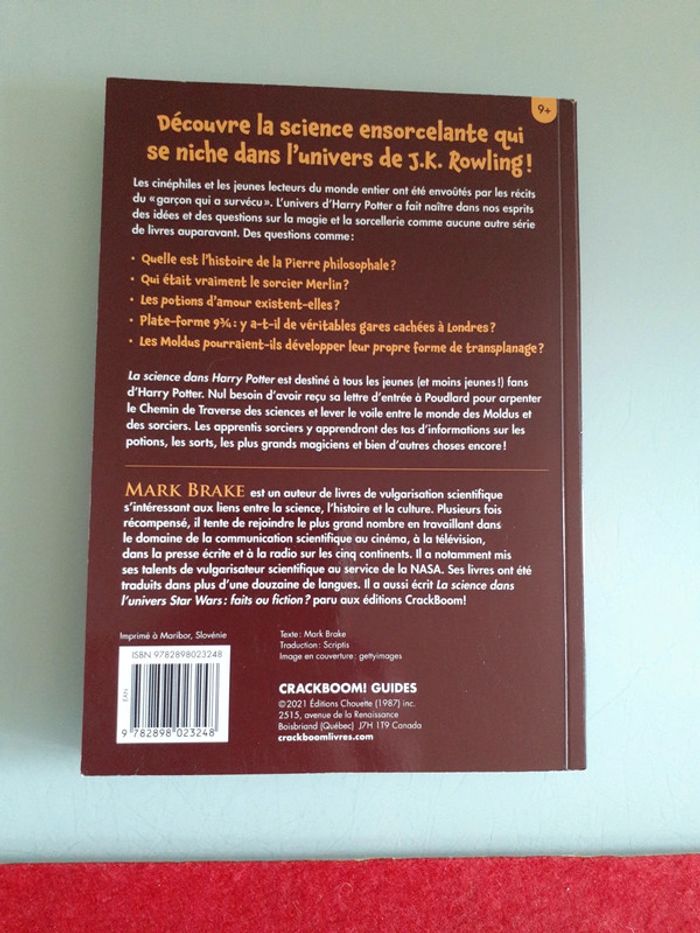 9+
Découvre la science ensorcelante qui
se niche dans l'univers de J.K. Rowling !
Les cinéphiles et les jeunes lecteurs du monde entier ont été envoûtés par les récits
du « garçon qui a survécu ». L'univers d'Harry Potter a fait naître dans nos esprits
des idées et des questions sur la magie et la sorcellerie comme aucune autre série
de livres auparavant. Des questions comme :
• Quelle est l'histoire de la Pierre philosophale ?
• Qui était vraiment le sorcier Merlin ?
• Les potions d'amour existent-elles ?
• Plate-forme 9¾ : y a-t-il de véritables gares cachées à Londres ?
• Les Moldus pourraient-ils développer leur propre forme de transplanage ?
La science dans Harry Potter est destiné à tous les jeunes (et moins jeunes !) fans
d'Harry Potter. Nul besoin d'avoir reçu sa lettre d'entrée à Poudlard pour arpenter
le Chemin de Traverse des sciences et lever le voile entre le monde des Moldus et
des sorciers. Les apprentis sorciers y apprendront des tas d'informations sur les
potions, les sorts, les plus grands magiciens et bien d'autres choses encore !
MARK BRAKE est un auteur de livres de vulgarisation scientifique
s'intéressant aux liens entre la science, l'histoire et la culture. Plusieurs fois
récompensé, il tente de rejoindre le plus grand nombre en travaillant dans
le domaine de la communication scientifique au cinéma, à la télévision,
dans la presse écrite et à la radio sur les cinq continents. Il a notamment mis
ses talents de vulgarisateur scientifique au service de la NASA. Ses livres ont été
traduits dans plus d'une douzaine de langues. Il a aussi écrit La science dans
l'univers Star Wars : faits ou fiction ? paru aux éditions CrackBoom!
Imprimé à Maribor, Slovénie
ISBN 9782898023248
EAN
9 782898 023248
Texte : Mark Brake
Traduction : Scriptis
Image en couverture : gettyimages
CRACKBOOM! GUIDES
© 2021 Éditions Chouette (1987) inc.
2515, avenue de la Renaissance
Boisbriand (Québec) J7H 1T9 Canada
crackboomlivres.com